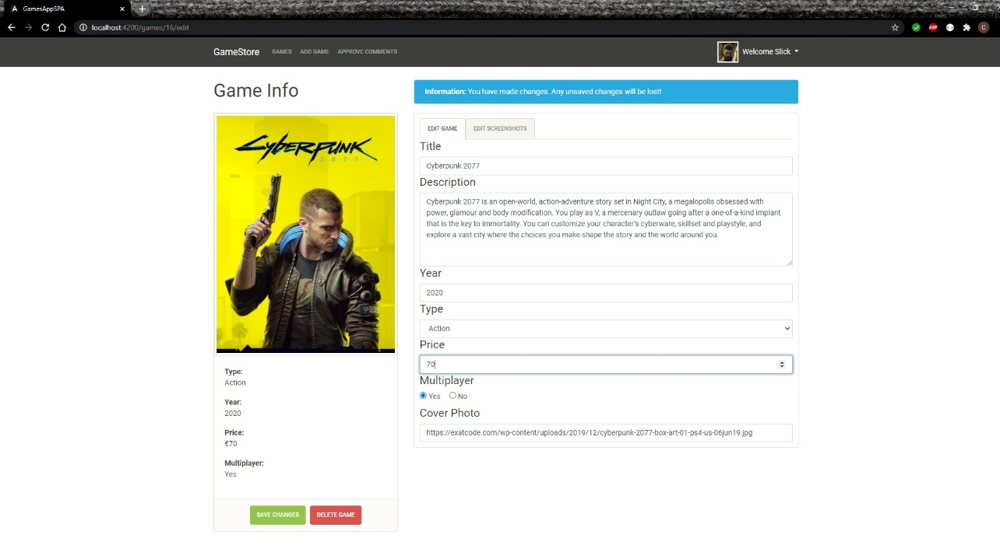 GamesAppSPA
localhost:4200/games/16/edit
ABP
C
GameStore
GAMES
ADD GAME
APPROVE COMMENTS
Welcome Slick
Game Info
Information: You have made changes. Any unsaved changes will be lost!
CYBERPUNK
2077
Type:
Action
Year:
2020
Price:
€70
Multiplayer:
Yes
SAVE CHANGES
DELETE GAME
EDIT GAME
EDIT SCREENSHOTS
Title
Cyberpunk 2077
Description
Cyberpunk 2077 is an open-world, action-adventure story set in Night City, a megalopolis obsessed with
power, glamour and body modification. You play as V, a mercenary outlaw going after a one-of-a-kind implant
that is the key to immortality. You can customize your character's cyberware, skillset and playstyle, and
explore a vast city where the choices you make shape the story and the world around you.
Year
2020
Type
Action
Price
70
Multiplayer
Yes
No
Cover Photo
https://exatcode.com/wp-content/uploads/2019/12/cyberpunk-2077-box-art-01-ps4-us-06jun19.jpg